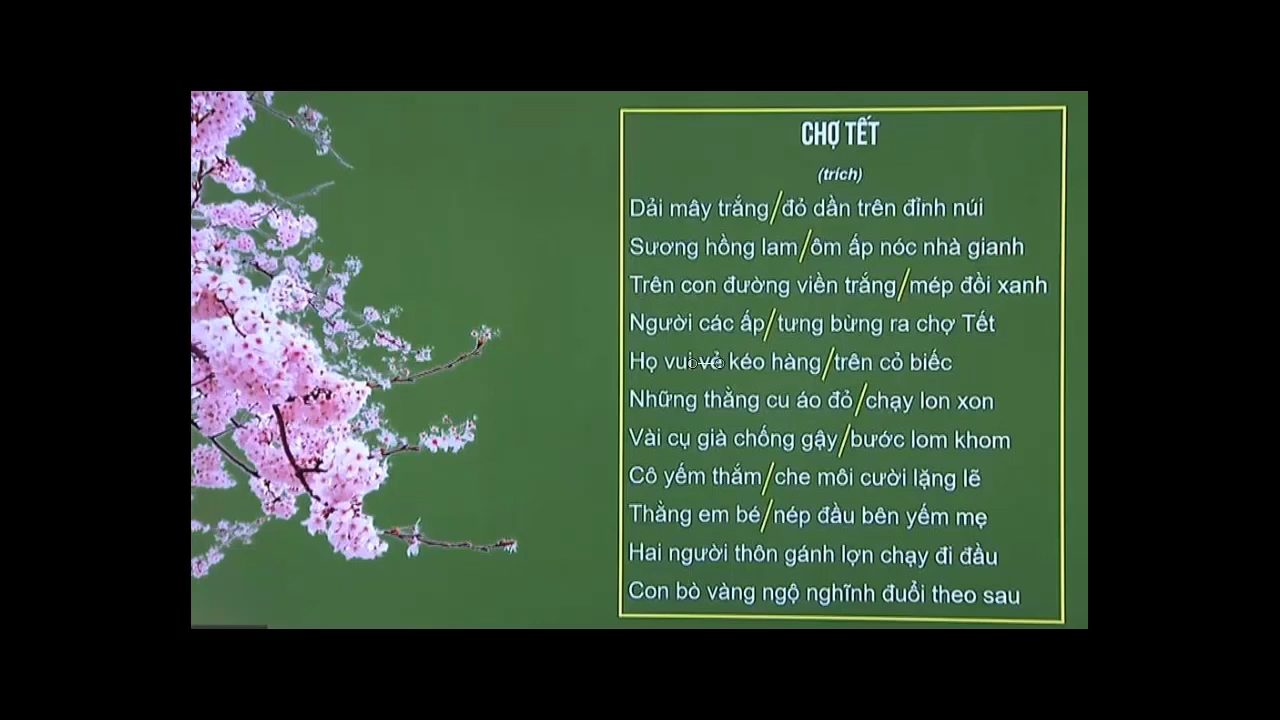 CHỢ TẾT
(trích)
Dải mây trắng/đỏ dần trên đỉnh núi
Sương hồng lam/ôm ấp nóc nhà gianh
Trên con đường viền trắng/mép đồi xanh
Người các ấp/tưng bừng ra chợ Tết
Họ vui vẻ kéo hàng/trên cỏ biếc
Những thằng cu áo đỏ/chạy lon xon
Vài cụ già chống gậy/bước lom khom
Cô yếm thắm/che môi cười lặng lẽ
Thằng em bé/nép đầu bên yếm mẹ
Hai người thôn gánh lợn chạy đi đầu
Con bò vàng ngộ nghĩnh đuổi theo sau